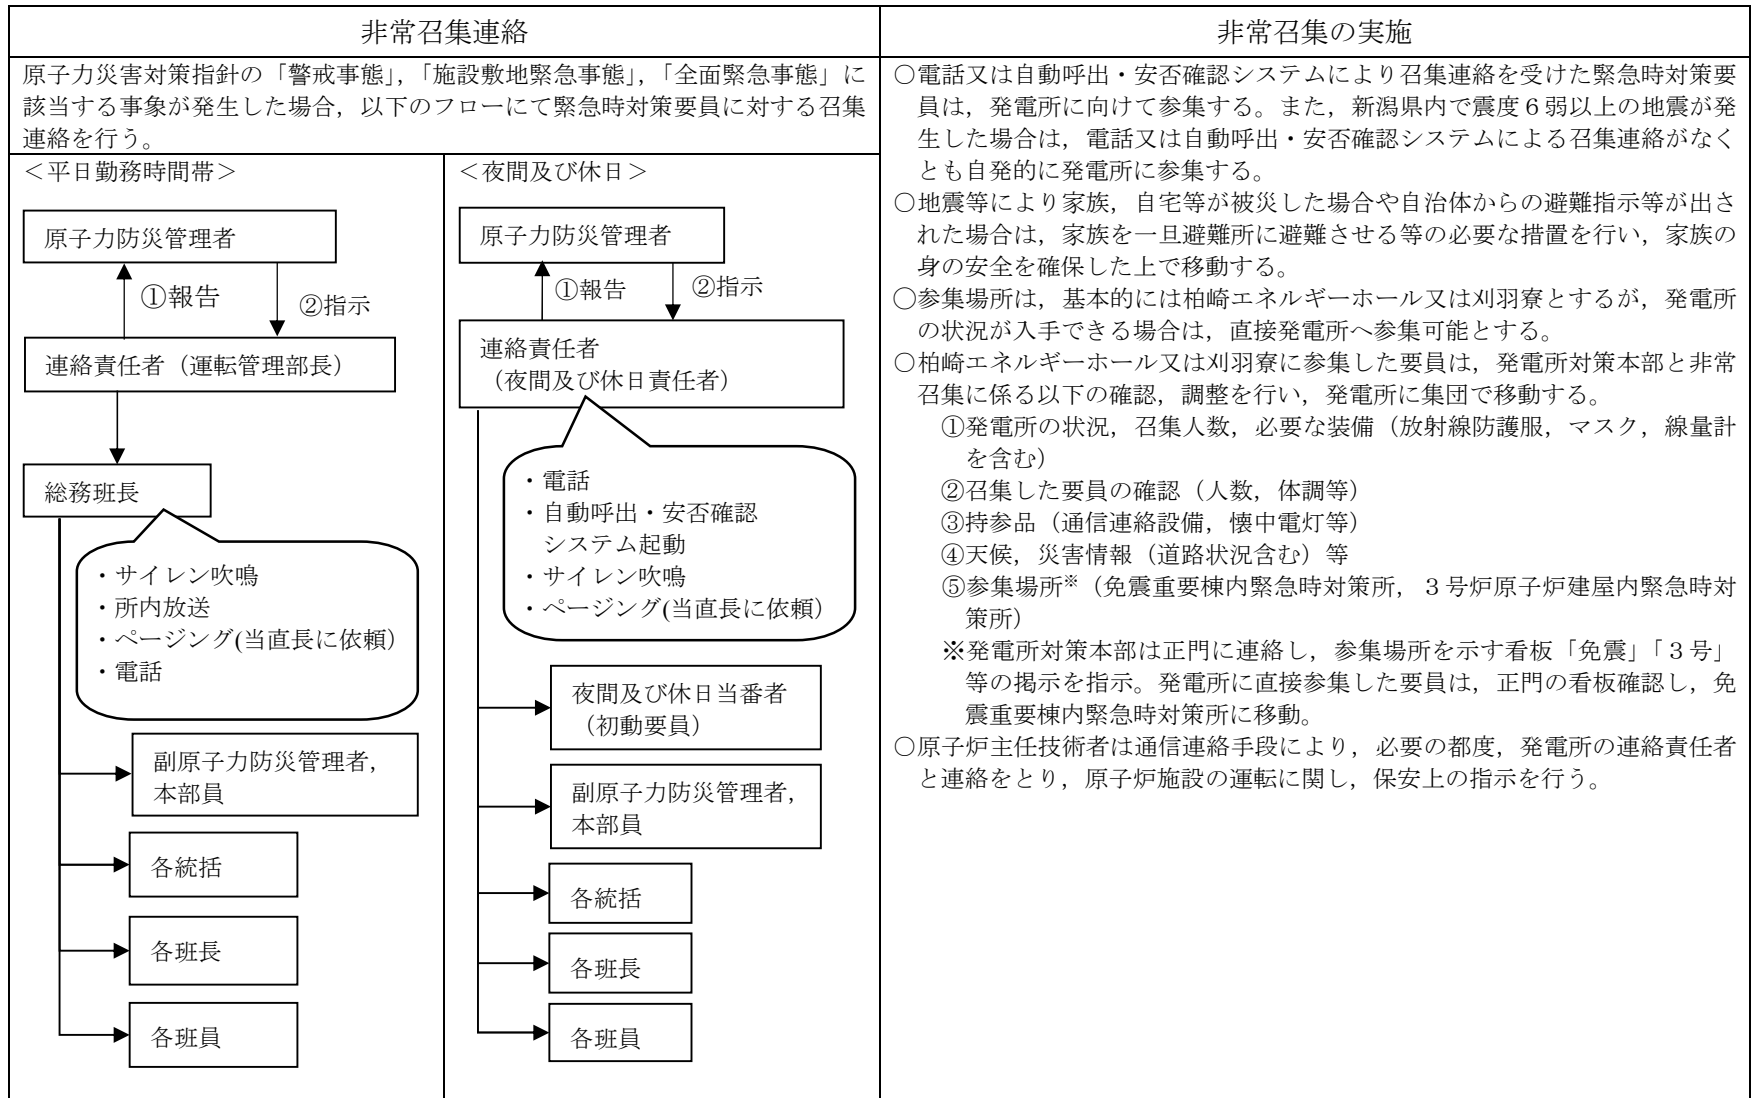 非常召集連絡
原子力災害対策指針の「警戒事態」,「施設敷地緊急事態」,「全面緊急事態」に
該当する事象が発生した場合，以下のフローにて緊急時対策要員に対する召集
連絡を行う。
＜平日勤務時間帯＞
原子力防災管理者
①報告
②指示
連絡責任者（運転管理部長）
総務班長
・サイレン吹鳴
・所内放送
・ページング(当直長に依頼）
・電話
副原子力防災管理者，
本部員
各統括
各班長
各班員
＜夜間及び休日＞
原子力防災管理者
①報告
②指示
連絡責任者
（夜間及び休日責任者）
・電話
・自動呼出・安否確認
システム起動
・サイレン吹鳴
・ページング(当直長に依頼）
夜間及び休日当番者
（初動要員）
副原子力防災管理者，
本部員
各統括
各班長
各班員
非常召集の実施
○電話又は自動呼出・安否確認システムにより召集連絡を受けた緊急時対策要
員は，発電所に向けて参集する。また，新潟県内で震度６弱以上の地震が発
生した場合は，電話又は自動呼出・安否確認システムによる召集連絡がなく
とも自発的に発電所に参集する。
○地震等により家族，自宅等が被災した場合や自治体からの避難指示等が出さ
れた場合は，家族を一旦避難所に避難させる等の必要な措置を行い，家族の
身の安全を確保した上で移動する。
○参集場所は，基本的には柏崎エネルギーホール又は刈羽寮とするが，発電所
の状況が入手できる場合は，直接発電所へ参集可能とする。
○柏崎エネルギーホール又は刈羽寮に参集した要員は，発電所対策本部と非常
召集に係る以下の確認，調整を行い，発電所に集団で移動する。
①発電所の状況，召集人数，必要な装備（放射線防護服，マスク，線量計
を含む）
②召集した要員の確認（人数，体調等）
③持参品（通信連絡設備，懐中電灯等）
④天候，災害情報（道路状況含む）等
⑤参集場所※（免震重要棟内緊急時対策所，３号炉原子炉建屋内緊急時対
策所）
※発電所対策本部は正門に連絡し，参集場所を示す看板「免震」「３号」
等の掲示を指示。発電所に直接参集した要員は，正門の看板確認し，免
震重要棟内緊急時対策所に移動。
○原子炉主任技術者は通信連絡手段により，必要の都度，発電所の連絡責任者
と連絡をとり，原子炉施設の運転に関し，保安上の指示を行う。